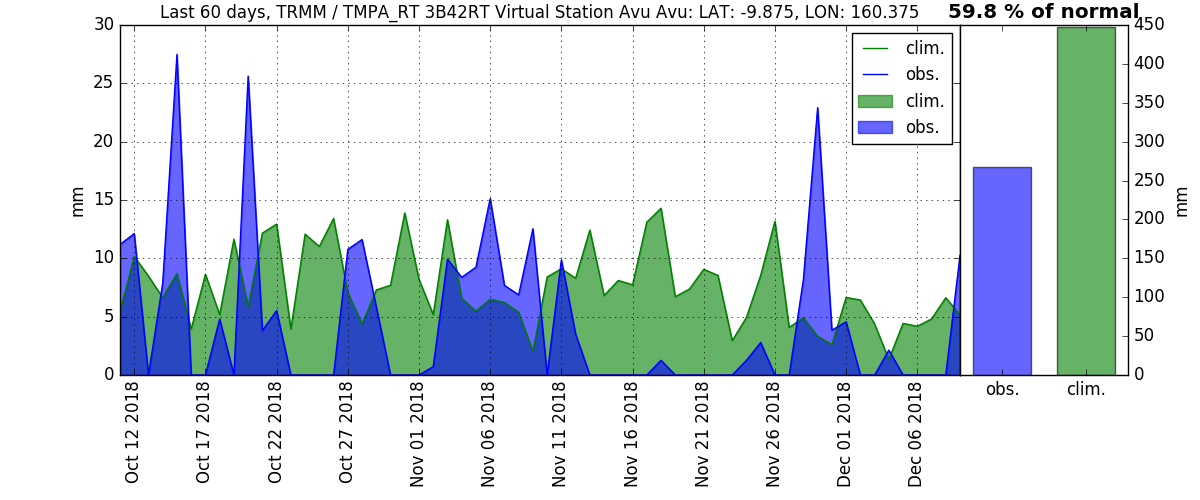 Last 60 days, TRMM / TMPA_RT 3B42RT Virtual Station Avu Avu: LAT: -9.875, LON: 160.375
59.8 % of normal
30
25
20
15
10
5
0
mm
clim.
obs.
clim.
obs.
450
400
350
300
250
200
150
100
50
0
mm
Oct 12 2018
Oct 17 2018
Oct 22 2018
Oct 27 2018
Nov 01 2018
Nov 06 2018
Nov 11 2018
Nov 16 2018
Nov 21 2018
Nov 26 2018
Dec 01 2018
Dec 06 2018
obs.
clim.